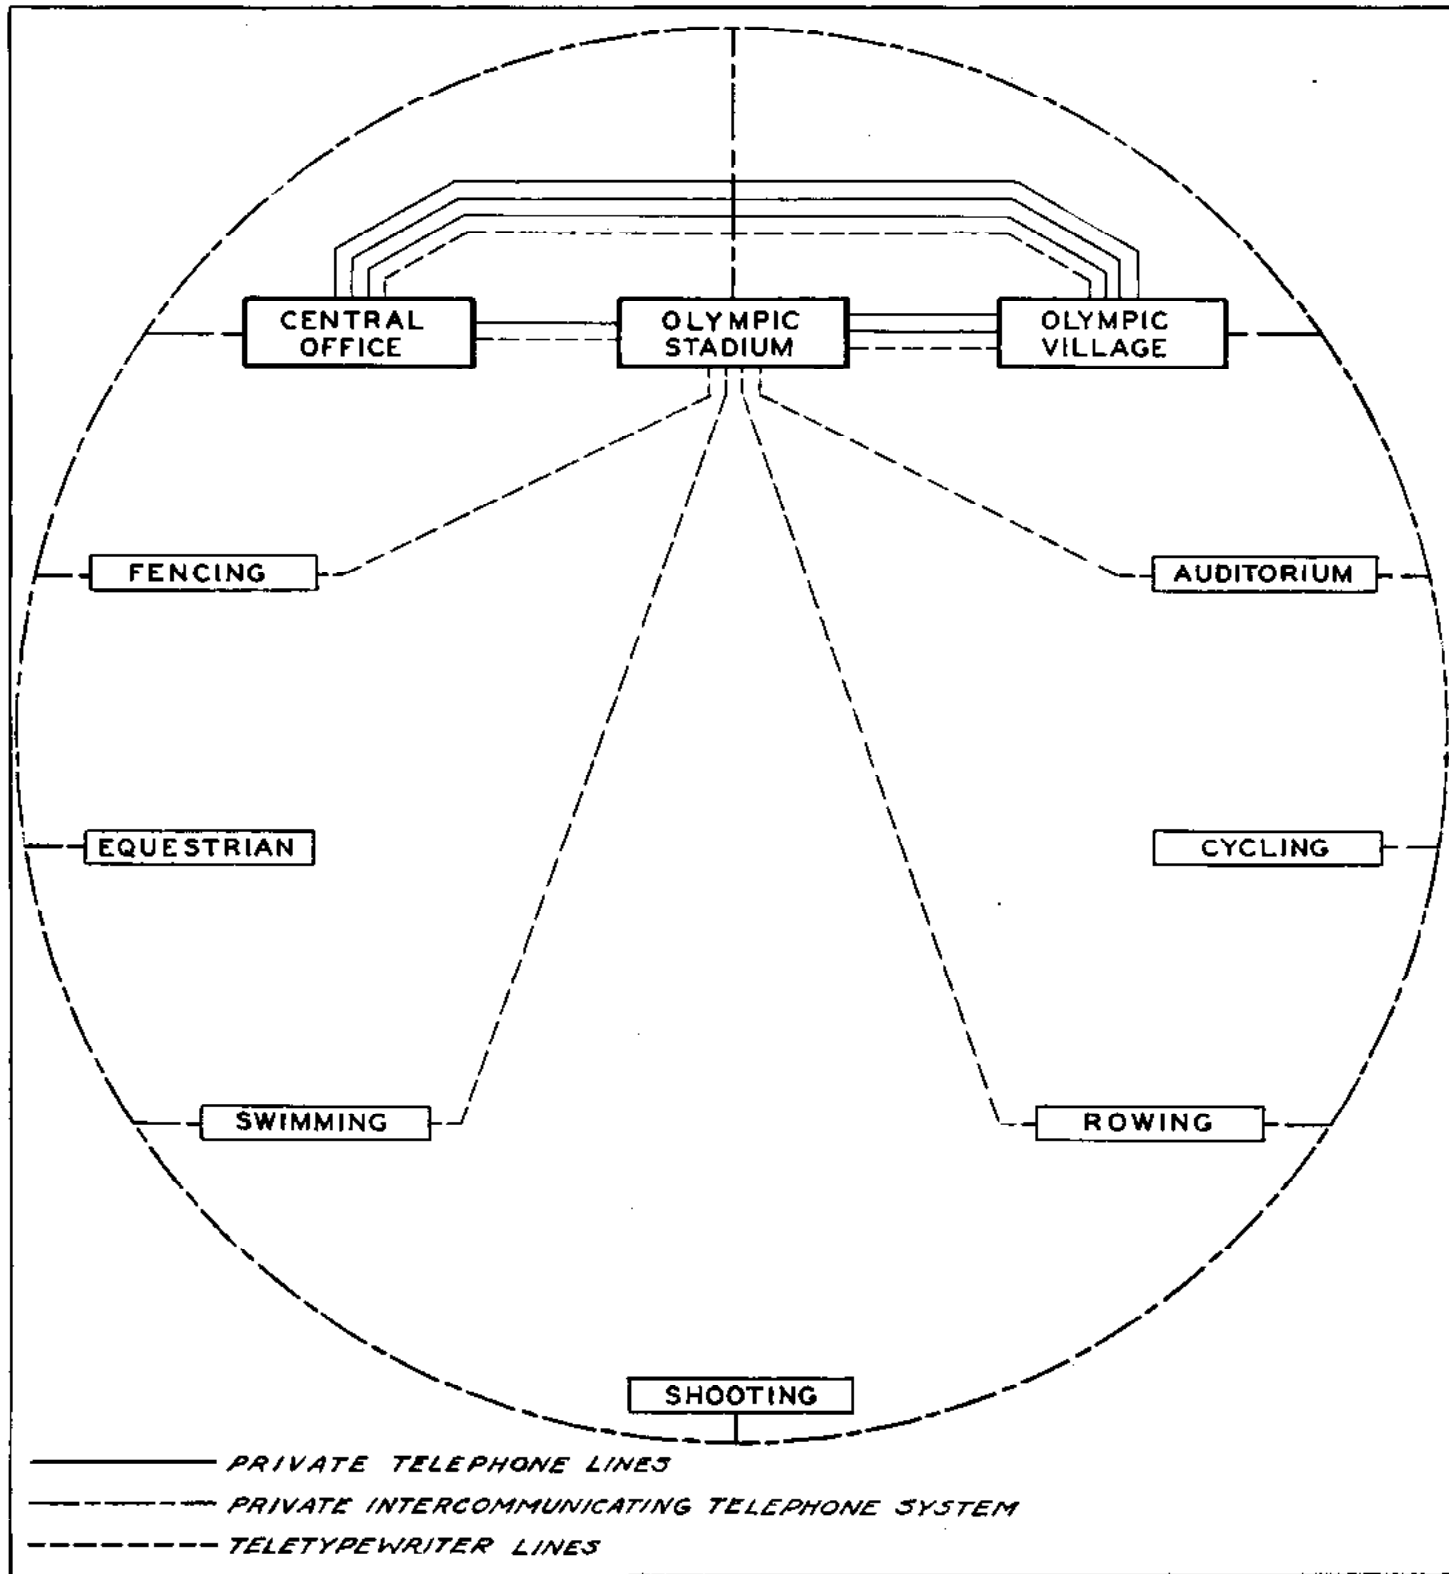 CENTRAL
OFFICE
OLYMPIC
STADIUM
OLYMPIC
VILLAGE
FENCING
AUDITORIUM
EQUESTRIAN
CYCLING
SWIMMING
ROWING
SHOOTING
PRIVATE TELEPHONE LINES
PRIVATE INTERCOMMUNICATING TELEPHONE SYSTEM
TELETYPEWRITER LINES